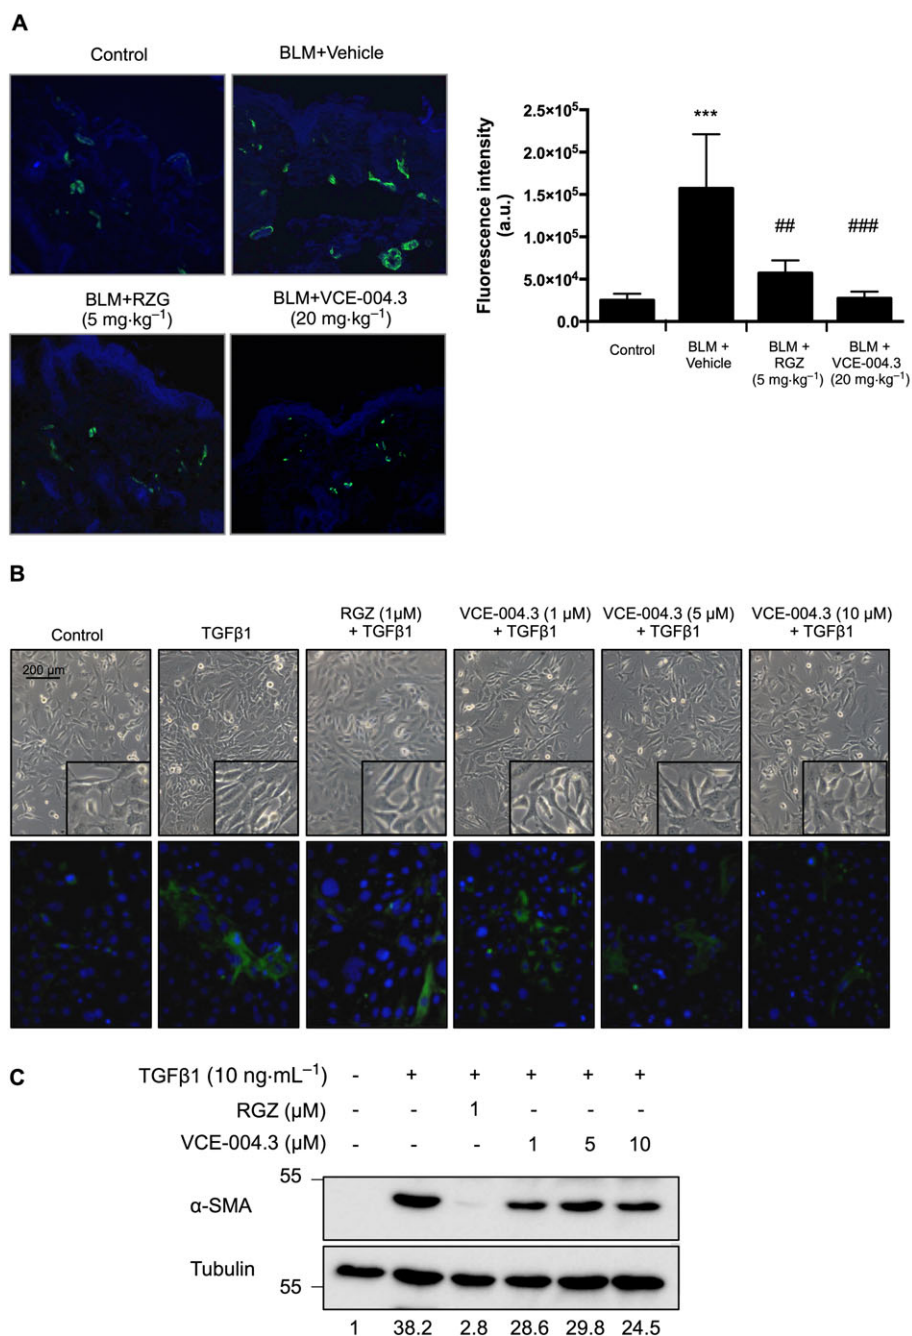 A
Control
BLM+Vehicle
BLM+RZG
(5 mg·kg⁻¹)
BLM+VCE-004.3
(20 mg·kg⁻¹)
Fluorescence intensity
(a.u.)
2.5×10⁵
2.0×10⁵
1.5×10⁵
1.0×10⁵
5.0×10⁴
0.0
***
##
###
Control
BLM +
Vehicle
BLM +
RGZ
(5 mg·kg⁻¹)
BLM +
VCE-004.3
(20 mg·kg⁻¹)
B
Control
TGFβ1
RGZ (1μM)
+ TGFβ1
VCE-004.3 (1 μM)
+ TGFβ1
VCE-004.3 (5 μM)
+ TGFβ1
VCE-004.3 (10 μM)
+ TGFβ1
200 μm
C
TGFβ1 (10 ng·mL⁻¹) - + + + + +
RGZ (μM) - - 1 - - -
VCE-004.3 (μM) - - - 1 5 10
55
α-SMA
Tubulin
55
1 38.2 2.8 28.6 29.8 24.5